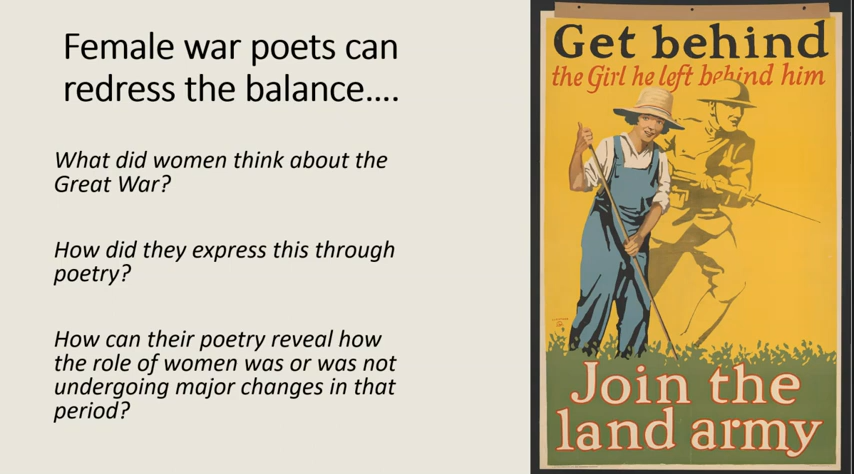 Female war poets can
redress the balance....
What did women think about the
Great War?
How did they express this through
poetry?
How can their poetry reveal how
the role of women was or was not
undergoing major changes in that
period?
Get behind
the Girl he left behind him
Join the
land army